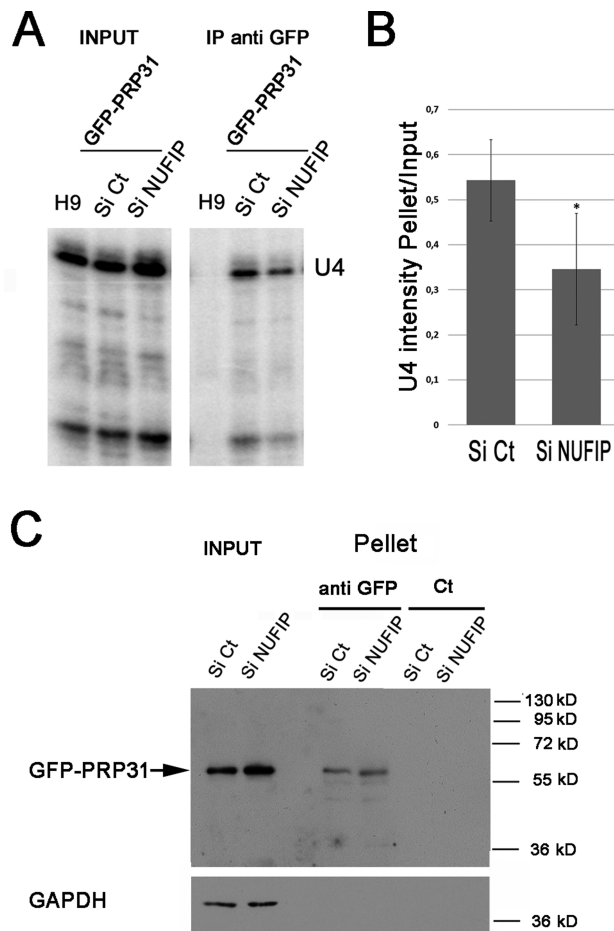 A
INPUT
IP anti GFP
GFP-PRP31
GFP-PRP31
H9
Si Ct
Si NUFIP
H9
Si Ct
Si NUFIP
U4
B
U4 intensity Pellet/Input
0,7
0,6
0,5
0,4
0,3
0,2
0,1
0
*
Si Ct
Si NUFIP
C
INPUT
Pellet
anti GFP
Ct
Si Ct
Si NUFIP
Si Ct
Si NUFIP
Si Ct
Si NUFIP
130 kD
95 kD
72 kD
GFP-PRP31
55 kD
36 kD
GAPDH
36 kD